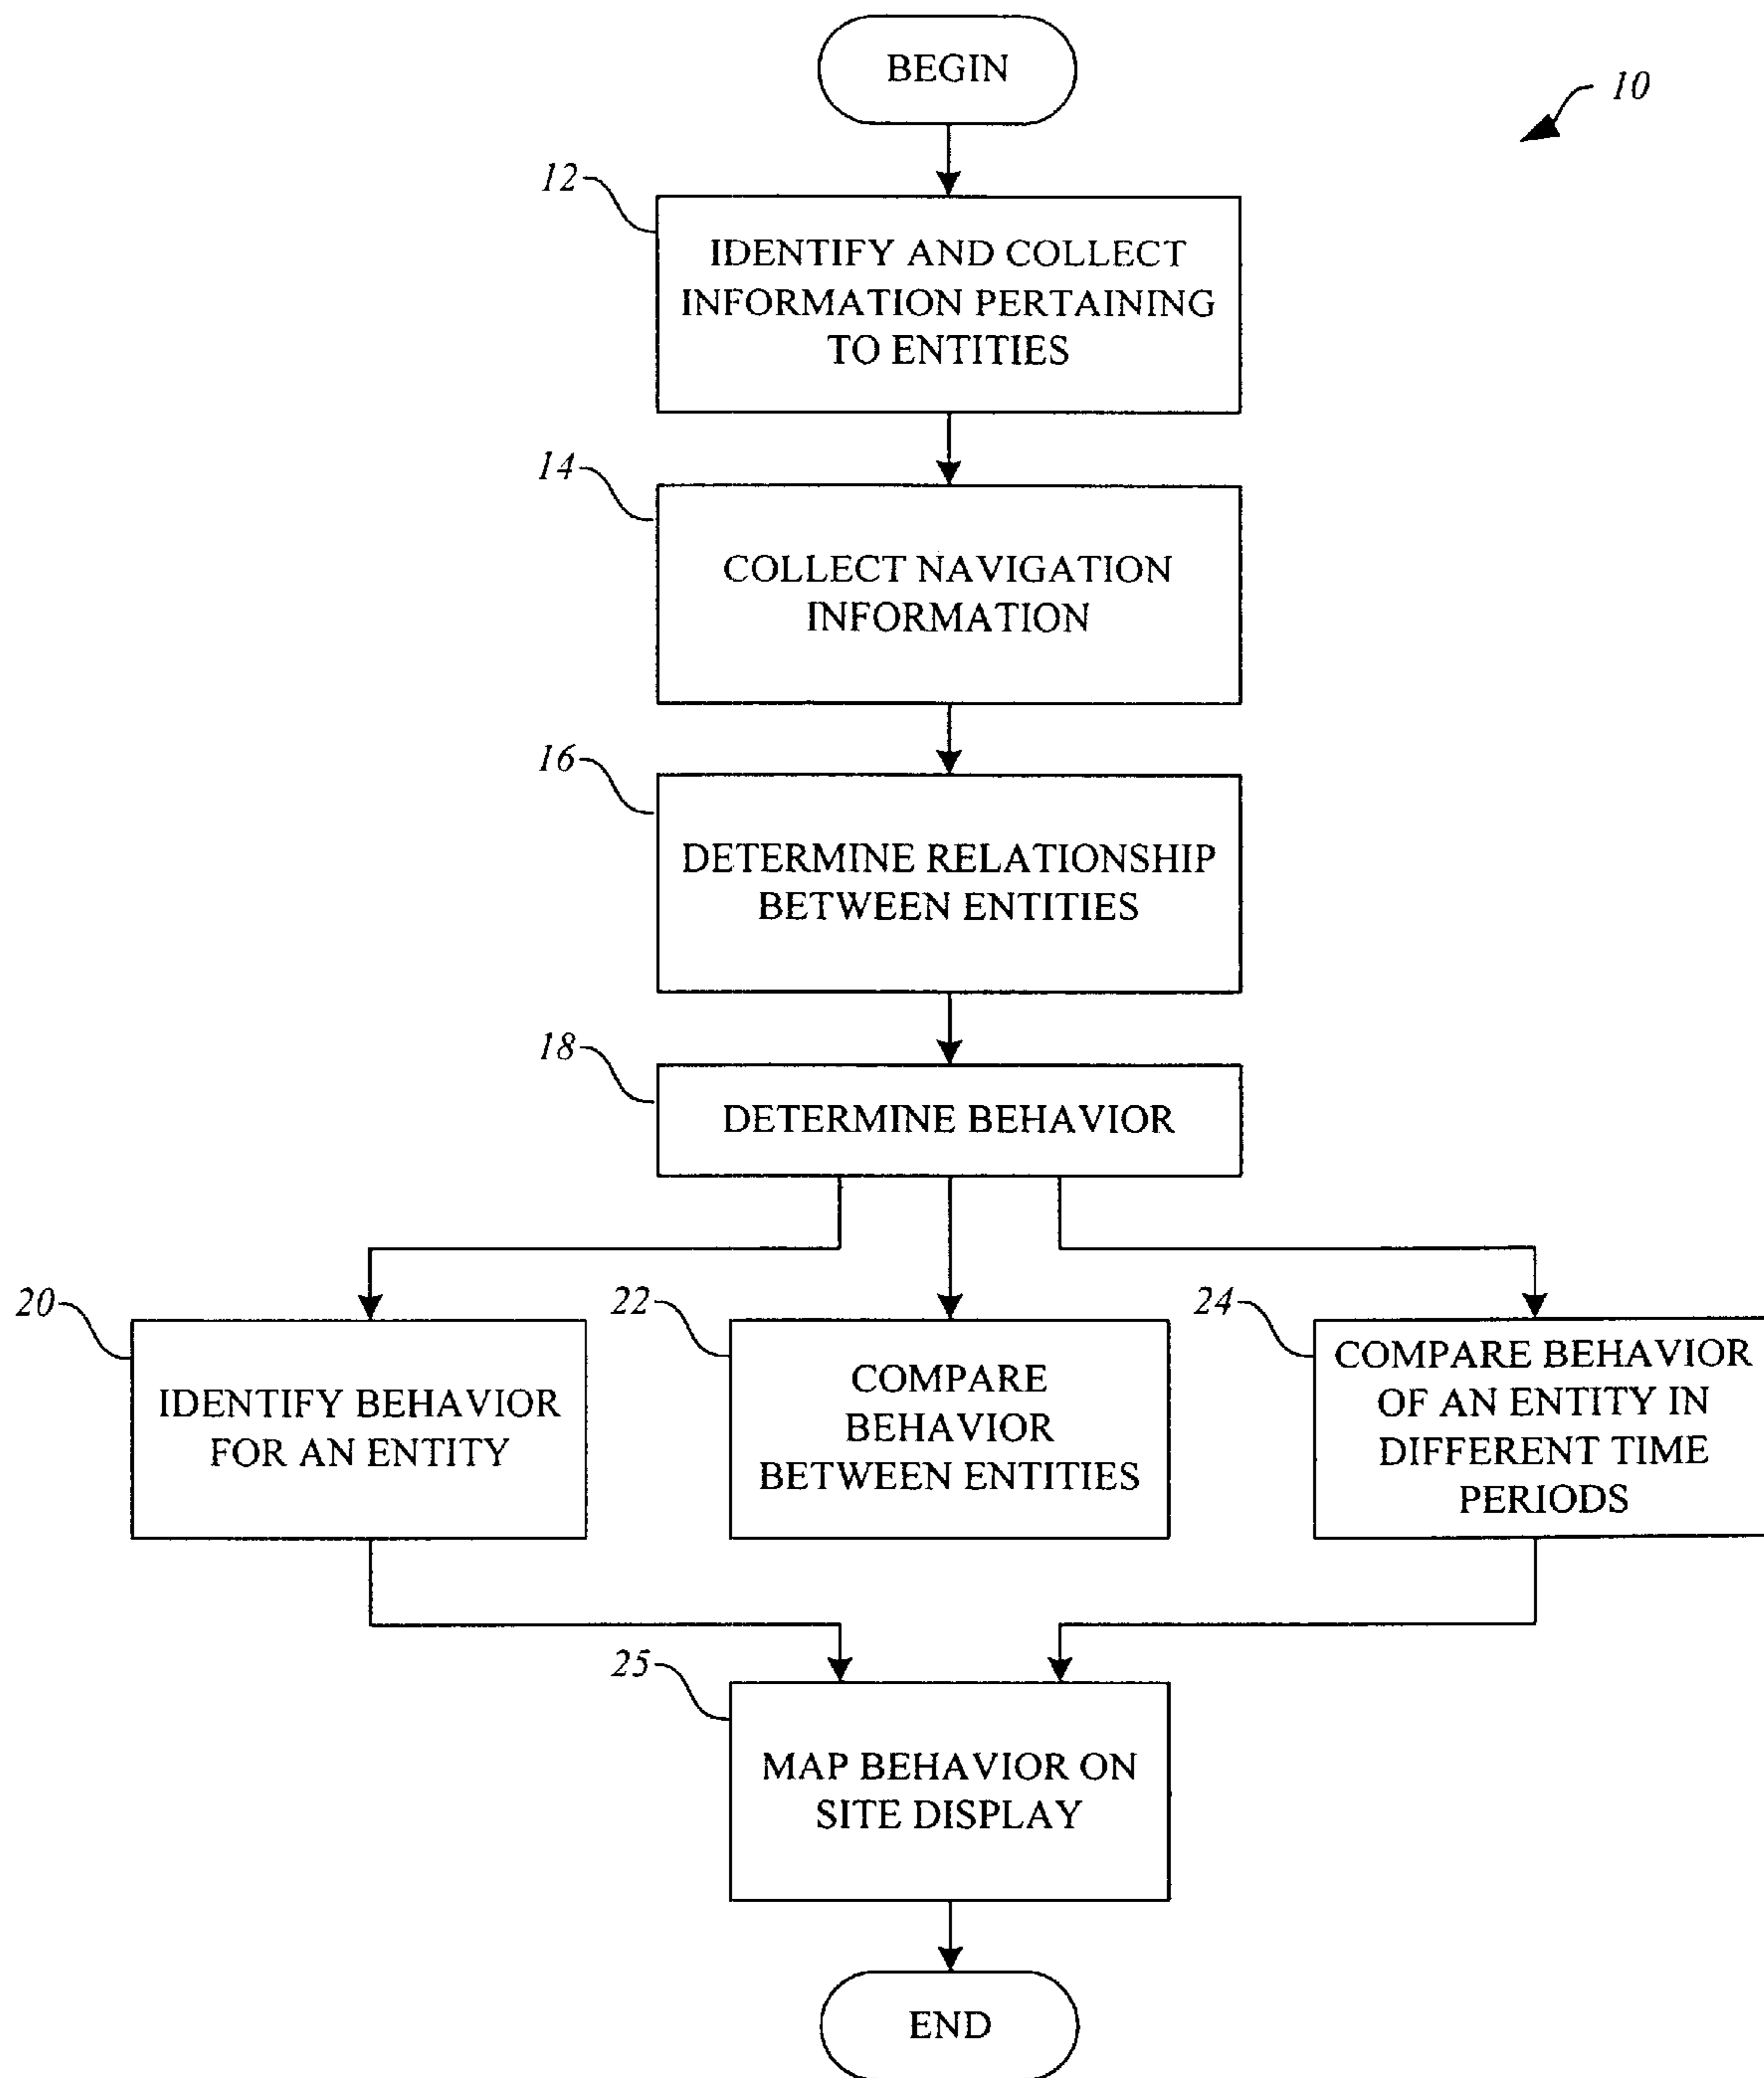 BEGIN
10
12
IDENTIFY AND COLLECT
INFORMATION PERTAINING
TO ENTITIES
14
COLLECT NAVIGATION
INFORMATION
16
DETERMINE RELATIONSHIP
BETWEEN ENTITIES
18
DETERMINE BEHAVIOR
20
IDENTIFY BEHAVIOR
FOR AN ENTITY
22
COMPARE
BEHAVIOR
BETWEEN ENTITIES
24
COMPARE BEHAVIOR
OF AN ENTITY IN
DIFFERENT TIME
PERIODS
25
MAP BEHAVIOR ON
SITE DISPLAY
END